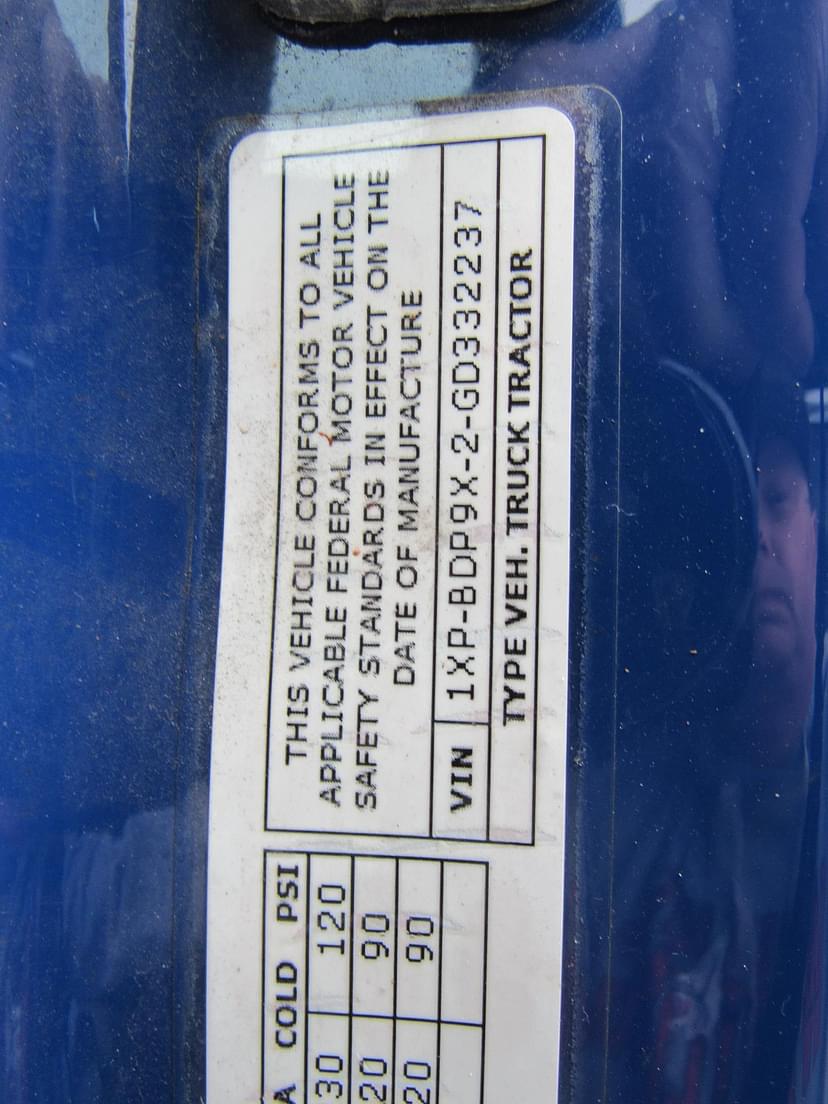 THIS VEHICLE CONFORMS TO ALL
APPLICABLE FEDERAL MOTOR VEHICLE
SAFETY STANDARDS IN EFFECT ON THE
DATE OF MANUFACTURE
VIN 1XP-BDP9X-2-GD332237
TYPE VEH. TRUCK TRACTOR
A COLD PSI
30 120
20 90
20 90